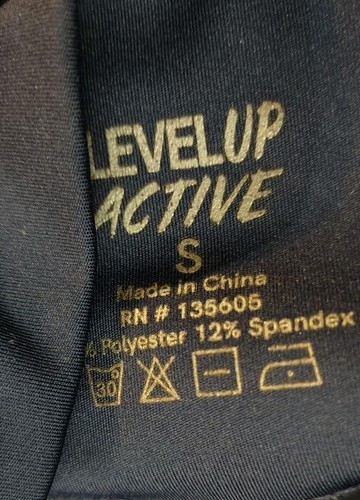 LEVELUP
ACTIVE
S
Made in China
RN # 135605
% Polyester 12% Spandex
30